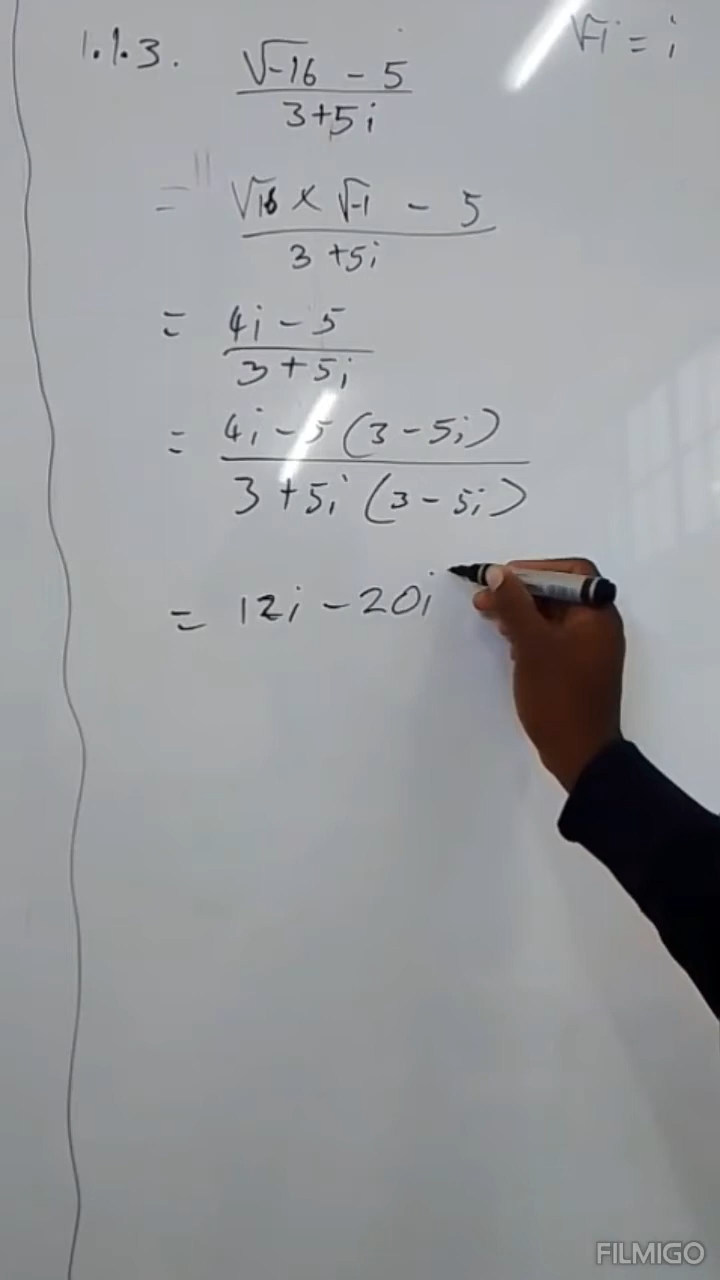 1.1.3. √-16 - 5 / 3+5i √-1 = i
= √16 × √-1 - 5 / 3+5i
= 4i - 5 / 3+5i
= 4i - 5 (3-5i) / 3+5i (3-5i)
= 12i - 20i
FILMIGO